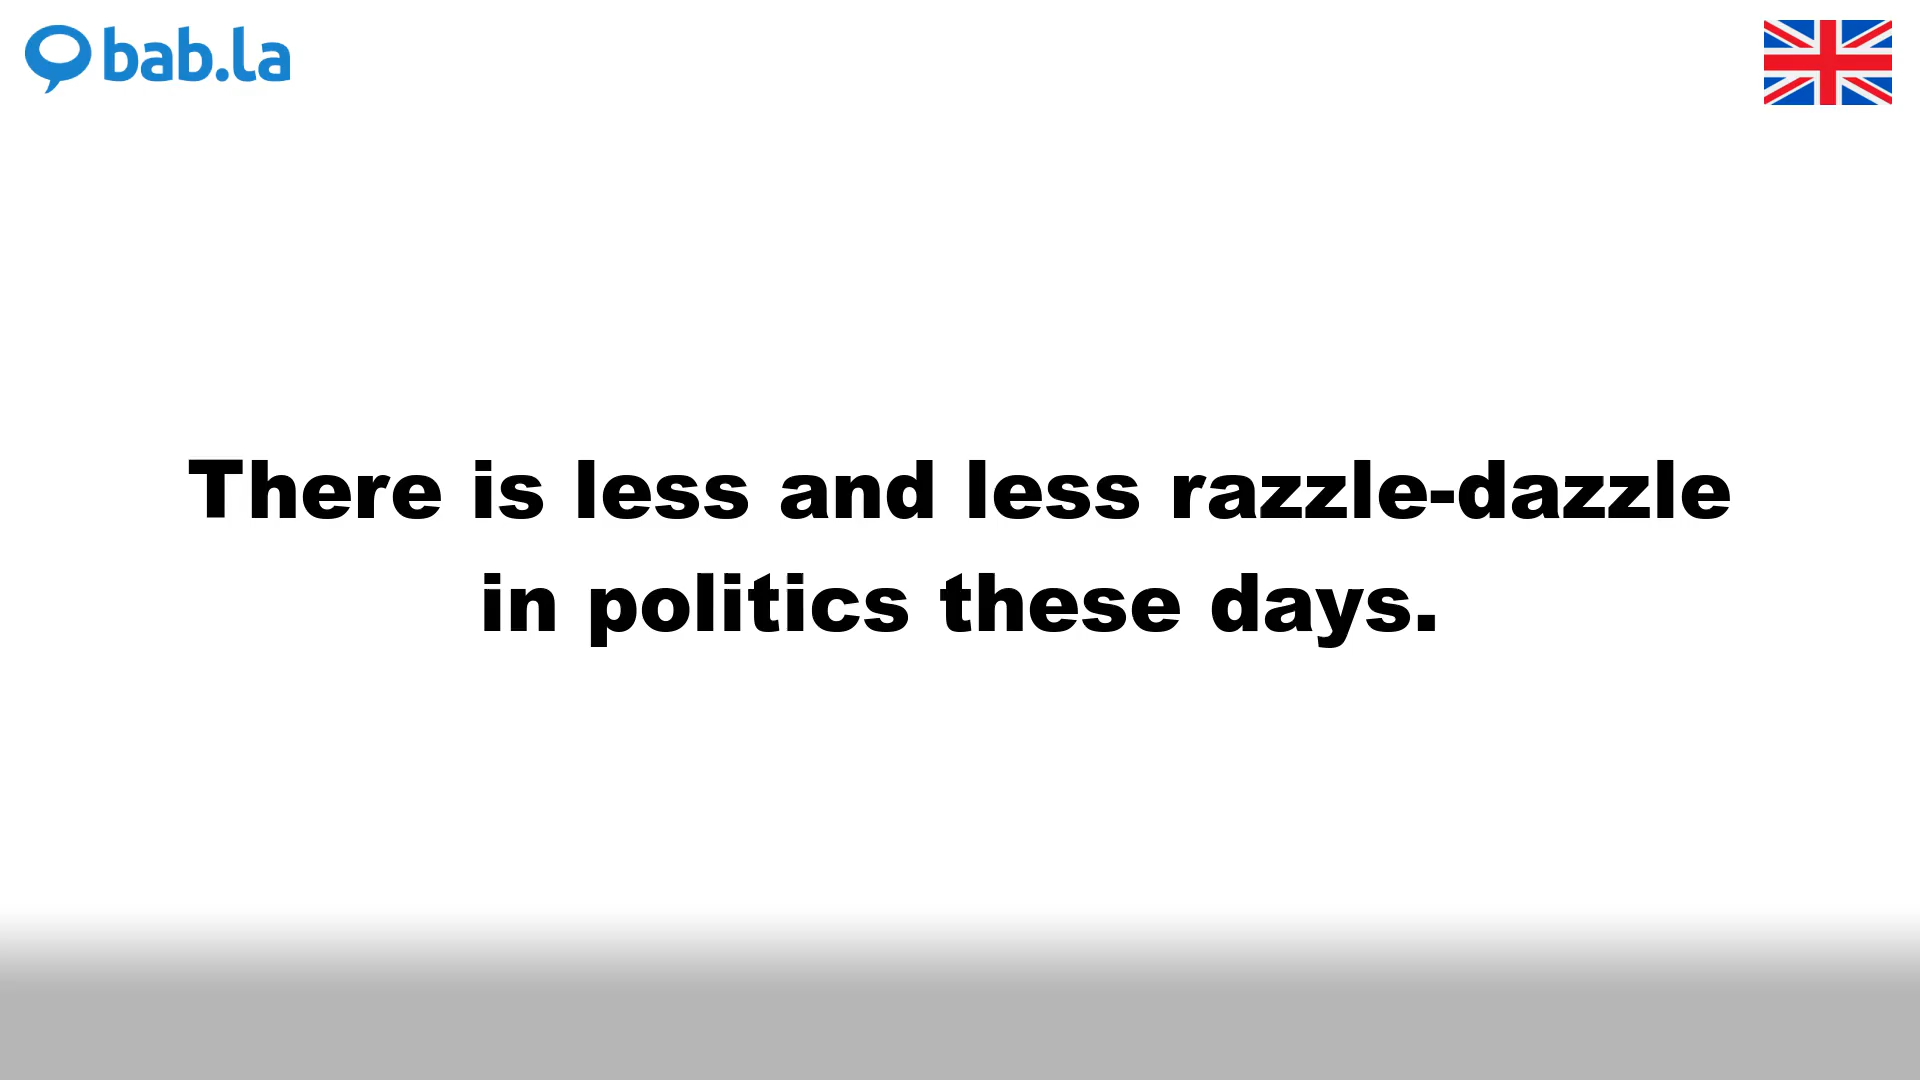 bab.la
There is less and less razzle-dazzle
in politics these days.